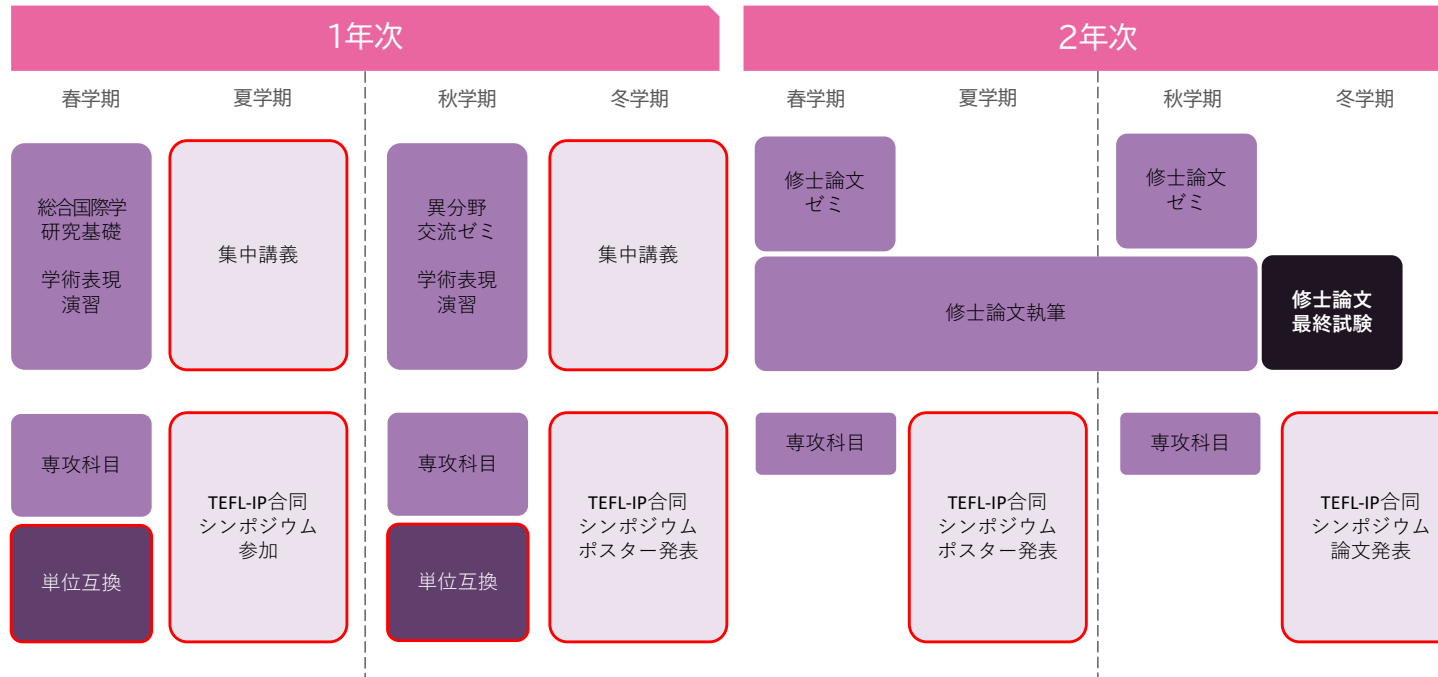 1年次
2年次
春学期
夏学期
秋学期
冬学期
春学期
夏学期
秋学期
冬学期
総合国際学
研究基礎
学術表現
演習
集中講義
異分野
交流ゼミ
学術表現
演習
集中講義
修士論文
ゼミ
修士論文
ゼミ
修士論文執筆
修士論文
最終試験
専攻科目
単位互換
TEFL-IP合同
シンポジウム
参加
専攻科目
単位互換
TEFL-IP合同
シンポジウム
ポスター発表
専攻科目
TEFL-IP合同
シンポジウム
ポスター発表
専攻科目
TEFL-IP合同
シンポジウム
論文発表